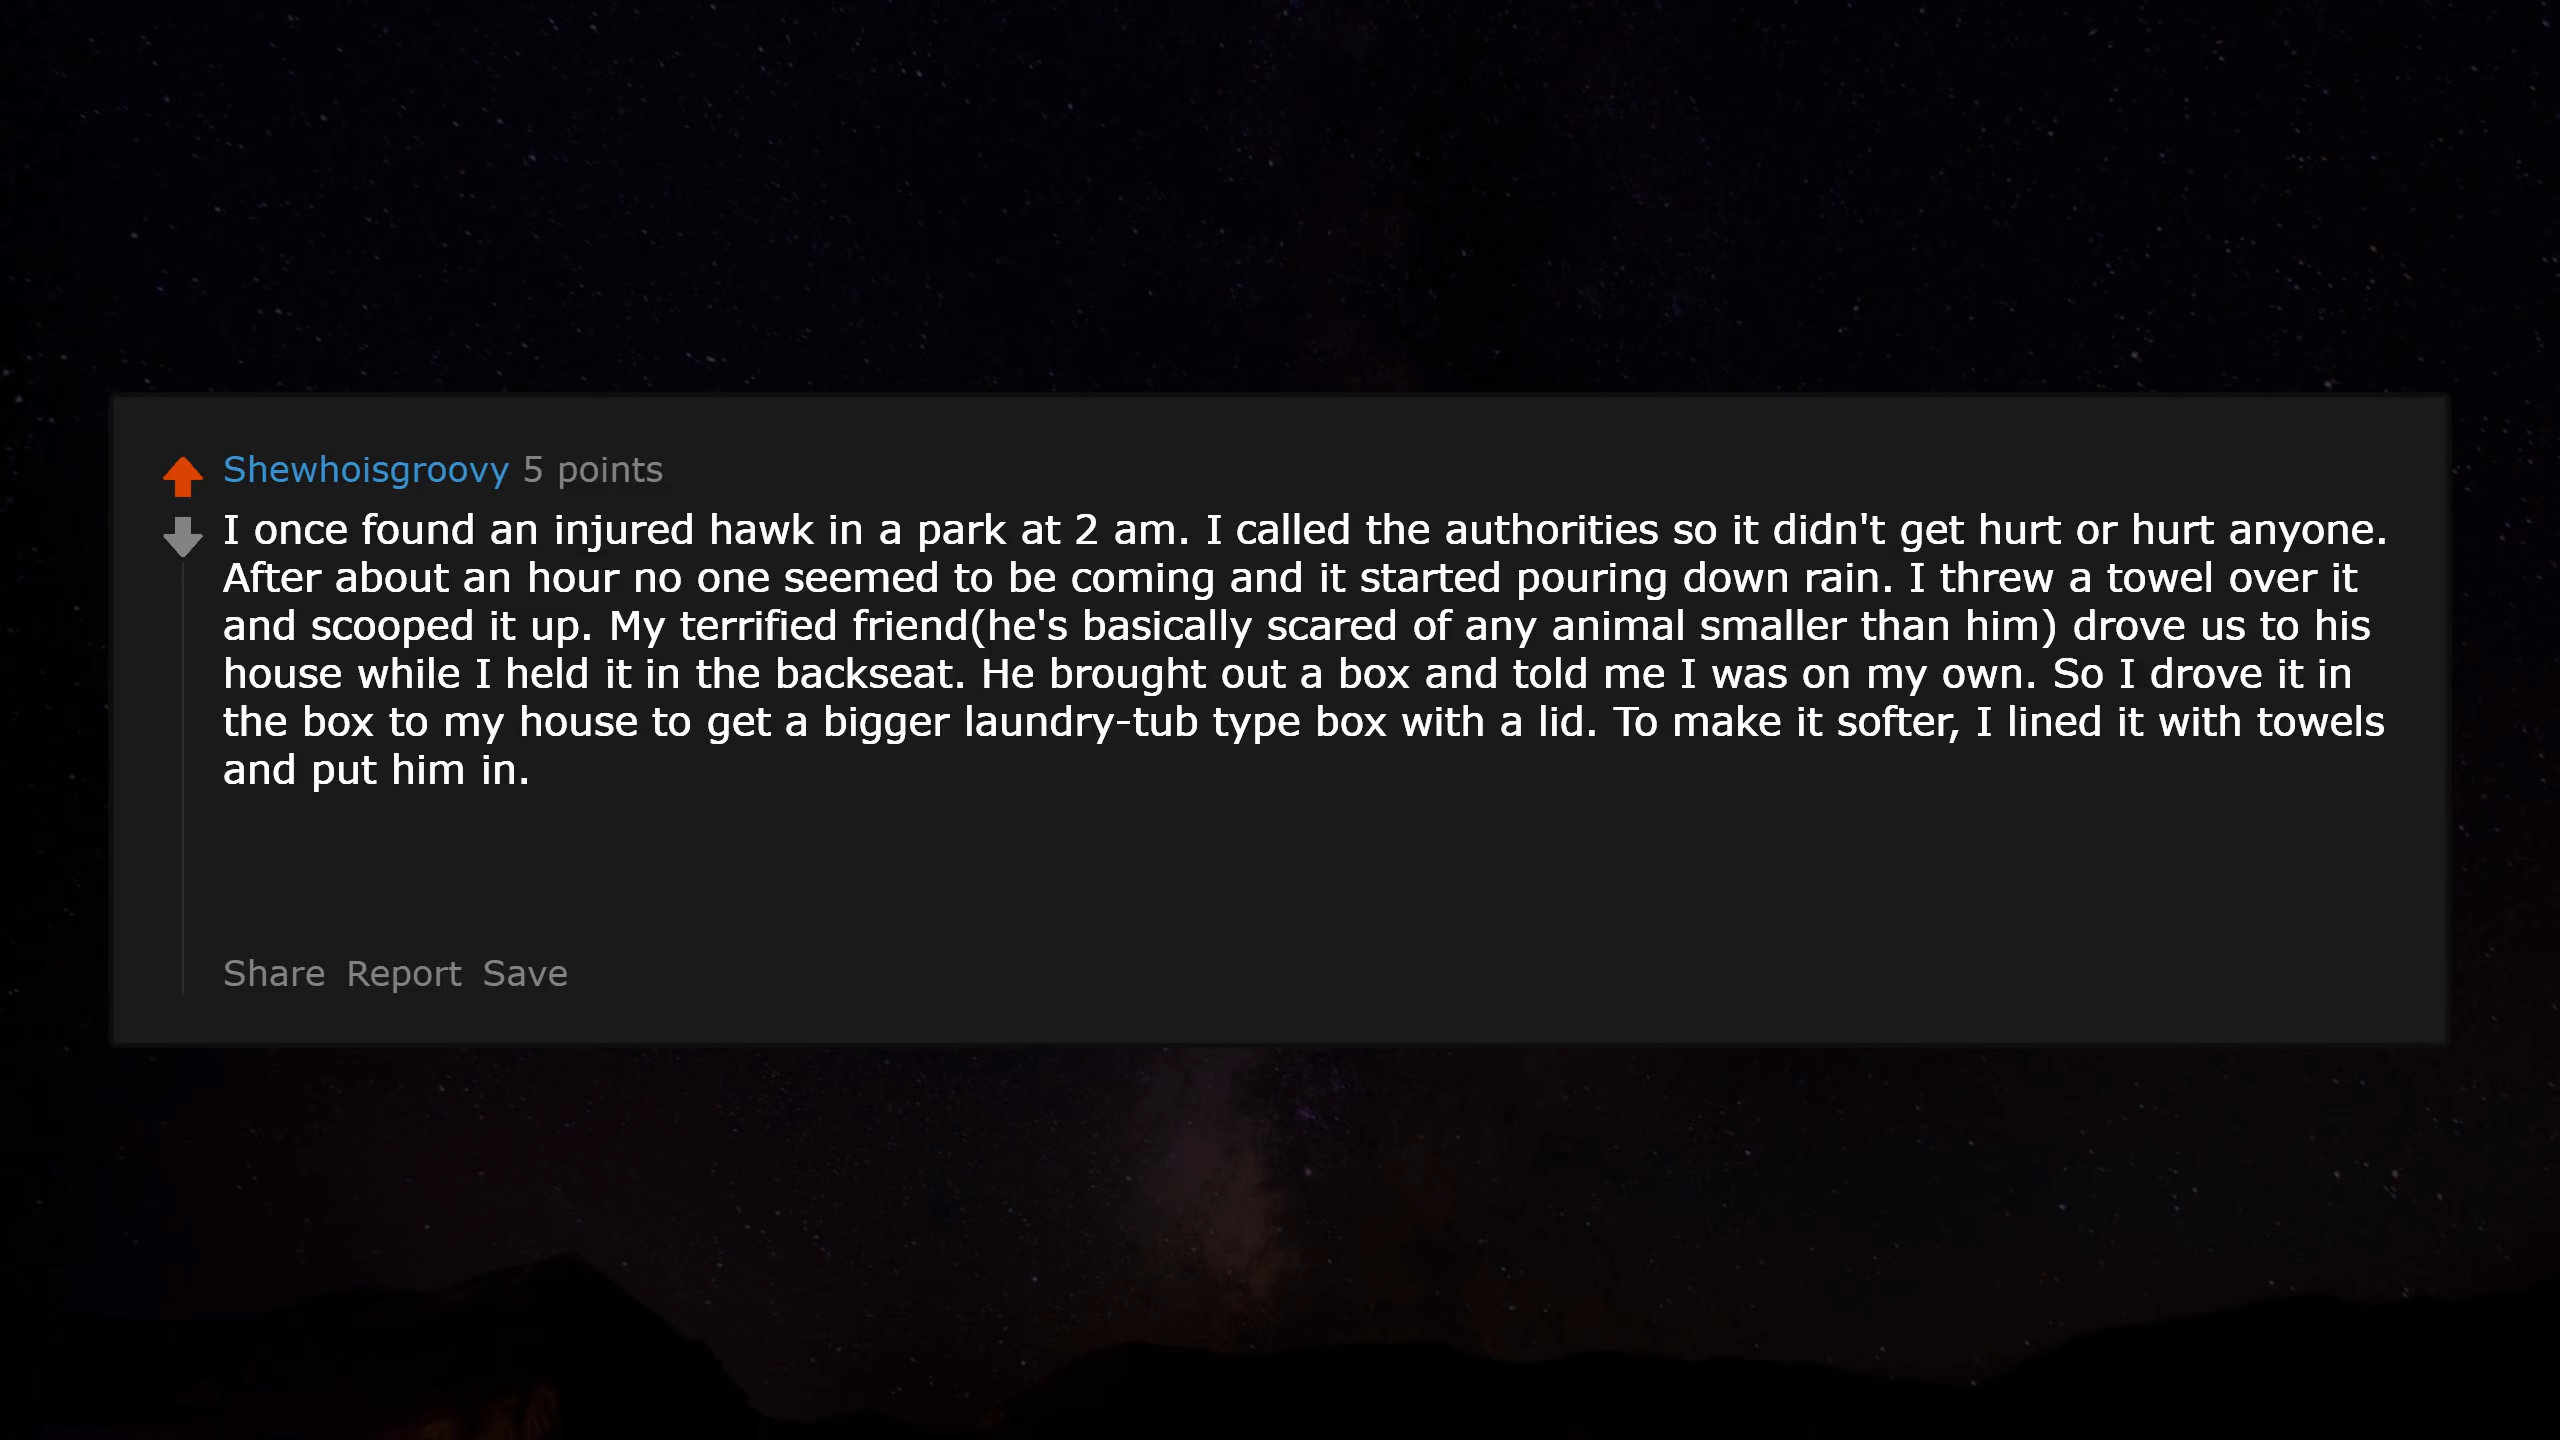 Shewhoisgroovy 5 points
I once found an injured hawk in a park at 2 am. I called the authorities so it didn't get hurt or hurt anyone.
After about an hour no one seemed to be coming and it started pouring down rain. I threw a towel over it
and scooped it up. My terrified friend(he's basically scared of any animal smaller than him) drove us to his
house while I held it in the backseat. He brought out a box and told me I was on my own. So I drove it in
the box to my house to get a bigger laundry-tub type box with a lid. To make it softer, I lined it with towels
and put him in.
Share Report Save